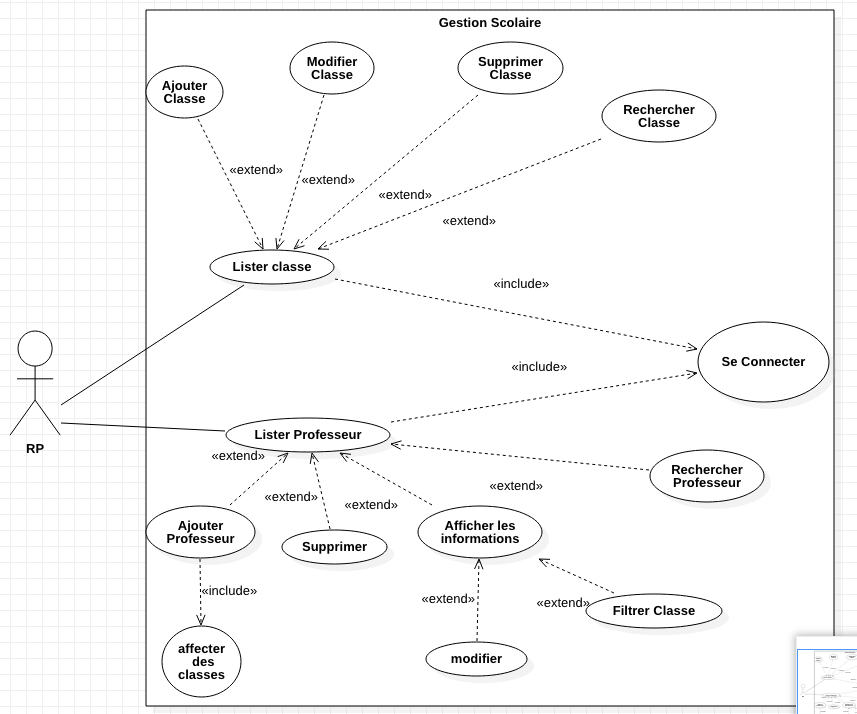 Gestion Scolaire
Ajouter
Classe
Modifier
Classe
Supprimer
Classe
Rechercher
Classe
«extend»
«extend»
«extend»
«extend»
Lister classe
«include»
Se Connecter
«include»
RP
Lister Professeur
«extend»
Rechercher
Professeur
«extend»
«extend»
«extend»
Ajouter
Professeur
Supprimer
Afficher les
informations
«include»
«extend»
«extend»
Filtrer Classe
affecter
des
classes
modifier